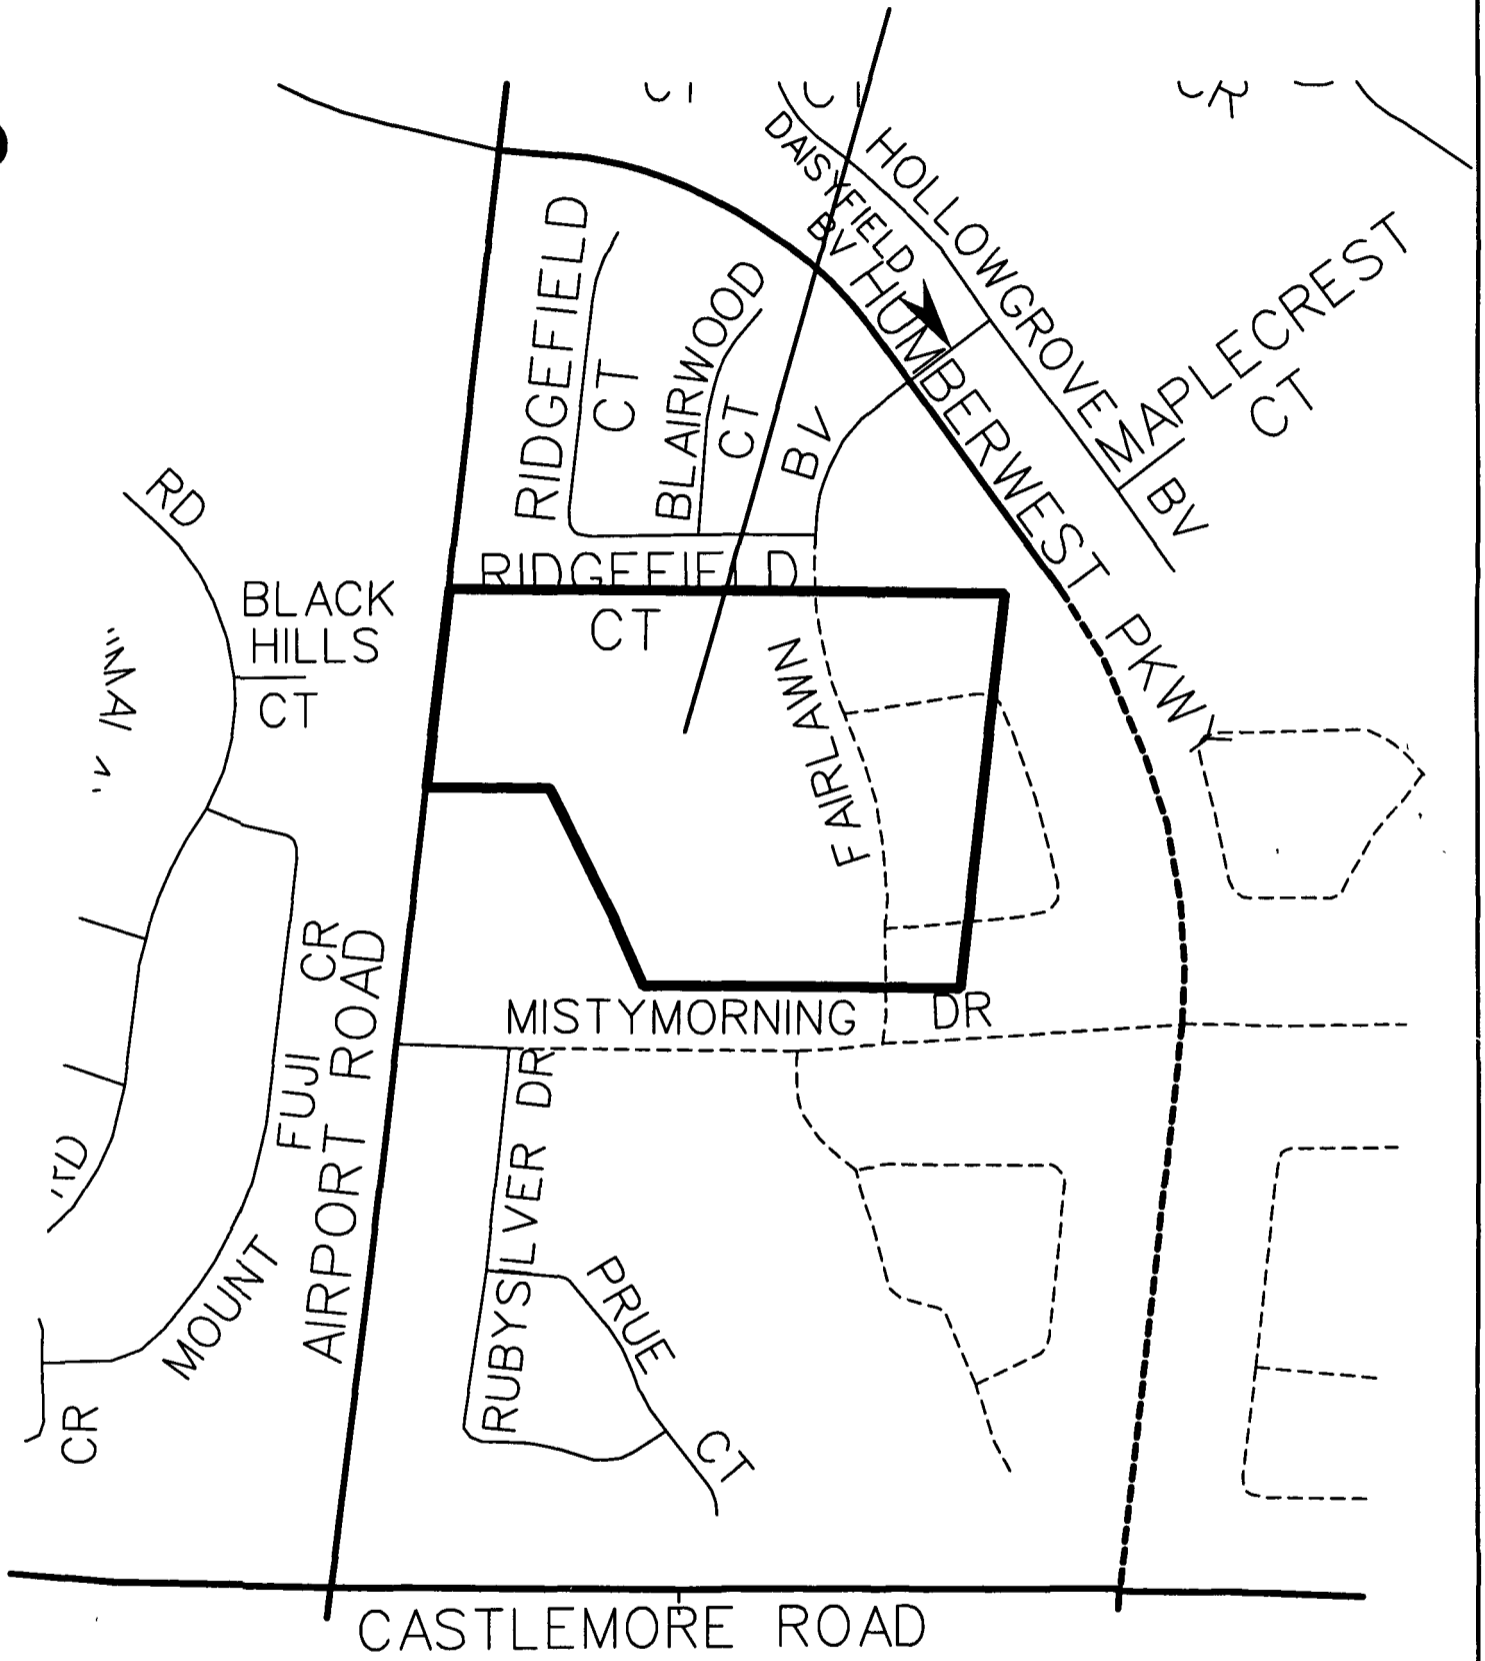 DAISYFIELD
BV
HOLLOWGROVE
BV
MAPLECREST
CT
HUMBERWEST PKWY
RIDGEFIELD
CT
BLAIRWOOD
CT
BV
RD
RIDGEFIELD
CT
BLACK
HILLS
CT
FAIRLAWN
CR
FUJI
AIRPORT ROAD
MISTYMORNING DR
MOUNT
CR
RUBYSILVER DR
PRUE
CT
CASTLEMORE ROAD